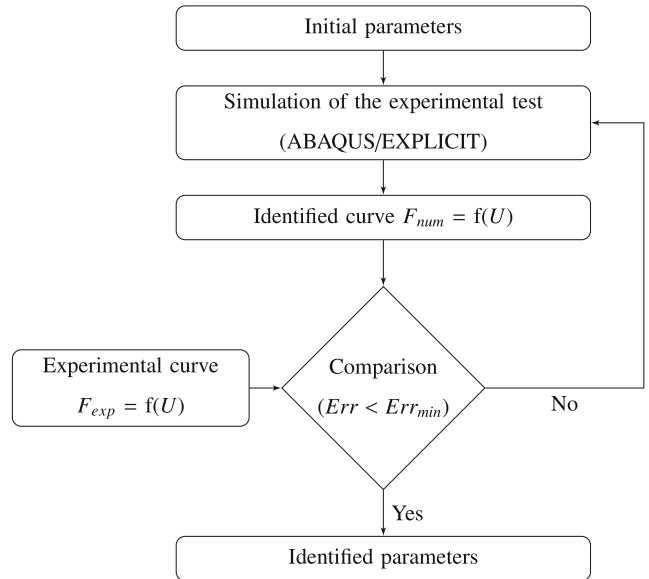 Initial parameters
Simulation of the experimental test
(ABAQUS/EXPLICIT)
Identified curve F_num = f(U)
Experimental curve
F_exp = f(U)
Comparison
(Err < Err_min)
No
Yes
Identified parameters